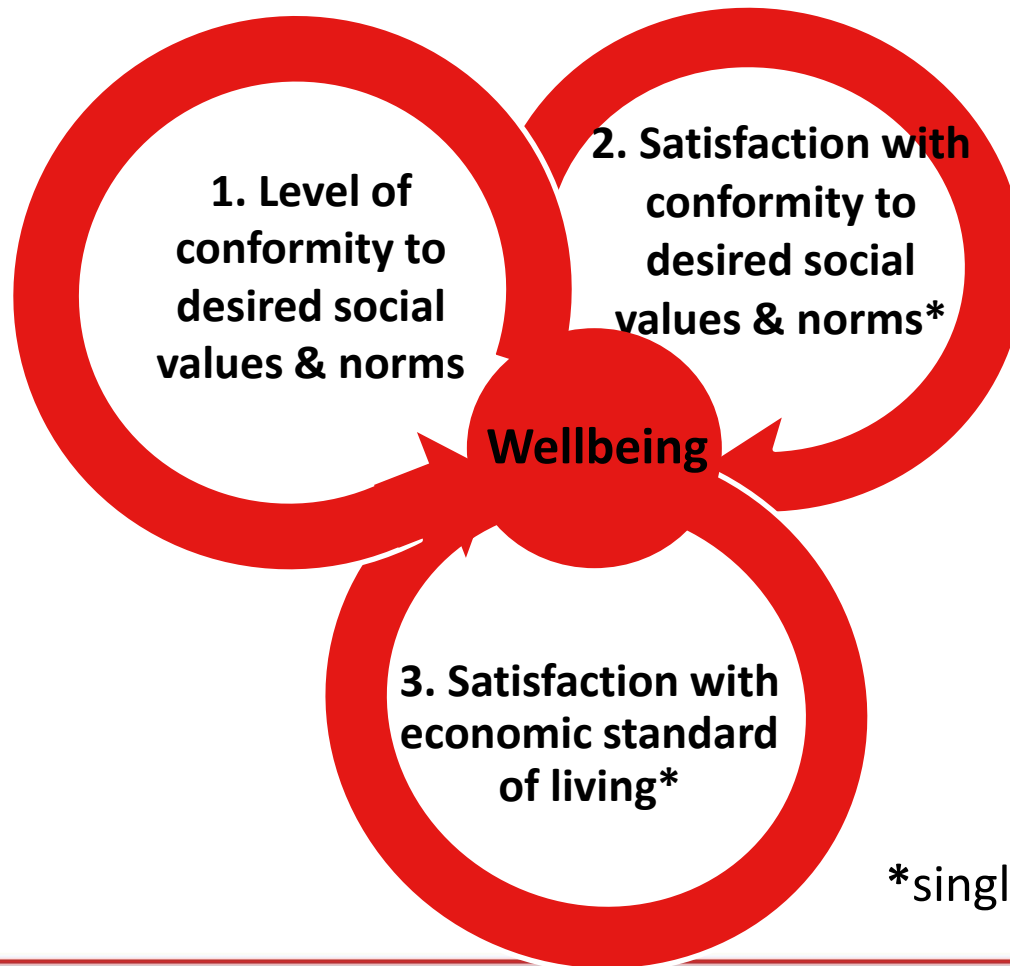 1. Level of
conformity to
desired social
values & norms
2. Satisfaction with
conformity to
desired social
values & norms*
Wellbeing
3. Satisfaction with
economic standard
of living*